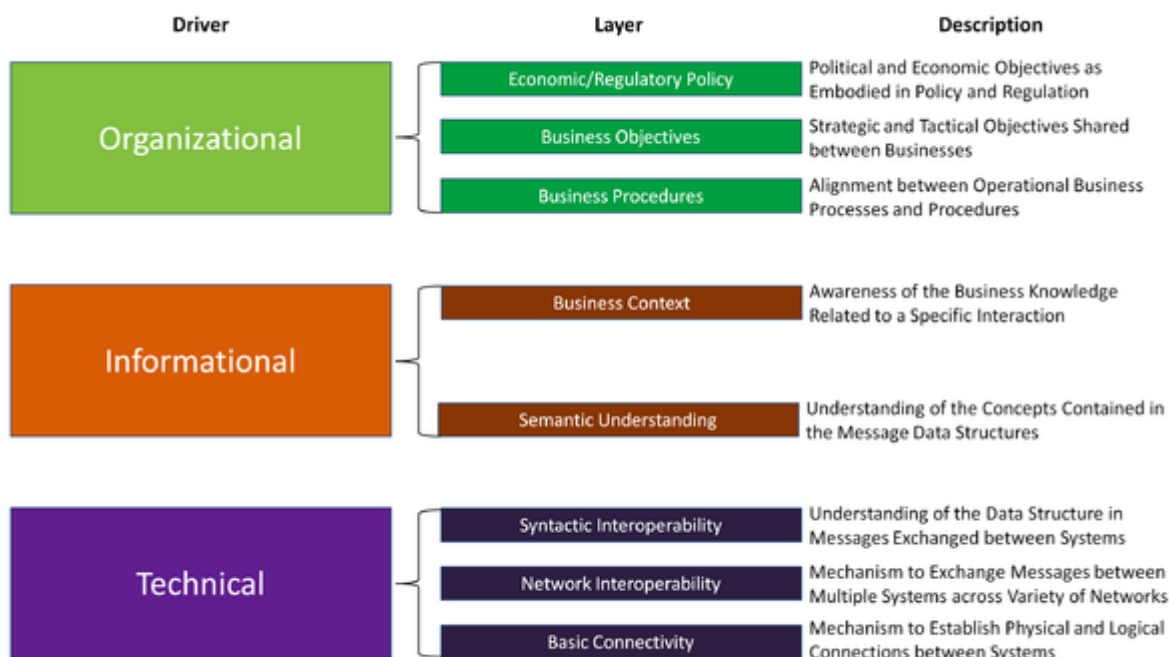 Driver
Layer
Description
Organizational
Economic/Regulatory Policy
Political and Economic Objectives as
Embodied in Policy and Regulation
Business Objectives
Strategic and Tactical Objectives Shared
between Businesses
Business Procedures
Alignment between Operational Business
Processes and Procedures
Informational
Business Context
Awareness of the Business Knowledge
Related to a Specific Interaction
Semantic Understanding
Understanding of the Concepts Contained in
the Message Data Structures
Technical
Syntactic Interoperability
Understanding of the Data Structure in
Messages Exchanged between Systems
Network Interoperability
Mechanism to Exchange Messages between
Multiple Systems across Variety of Networks
Basic Connectivity
Mechanism to Establish Physical and Logical
Connections between Systems